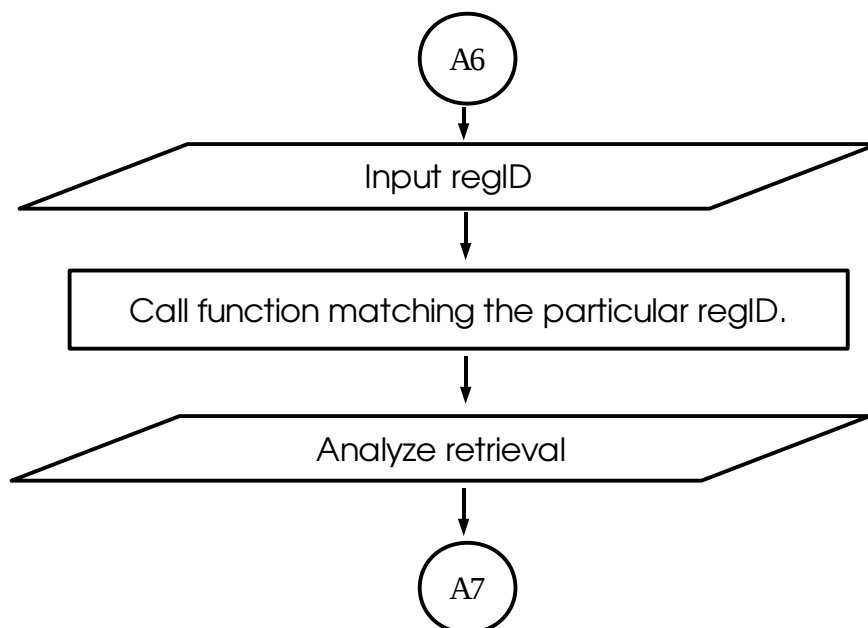 A6
Input regID
Call function matching the particular regID.
Analyze retrieval
A7